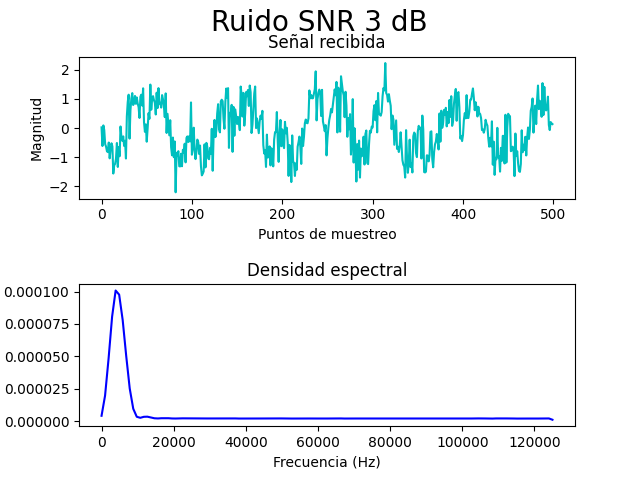 Ruido SNR 3 dB
Señal recibida
Magnitud
2
1
0
−1
−2
0 100 200 300 400 500
Puntos de muestreo
Densidad espectral
0.000100
0.000075
0.000050
0.000025
0.000000
0 20000 40000 60000 80000 100000 120000
Frecuencia (Hz)